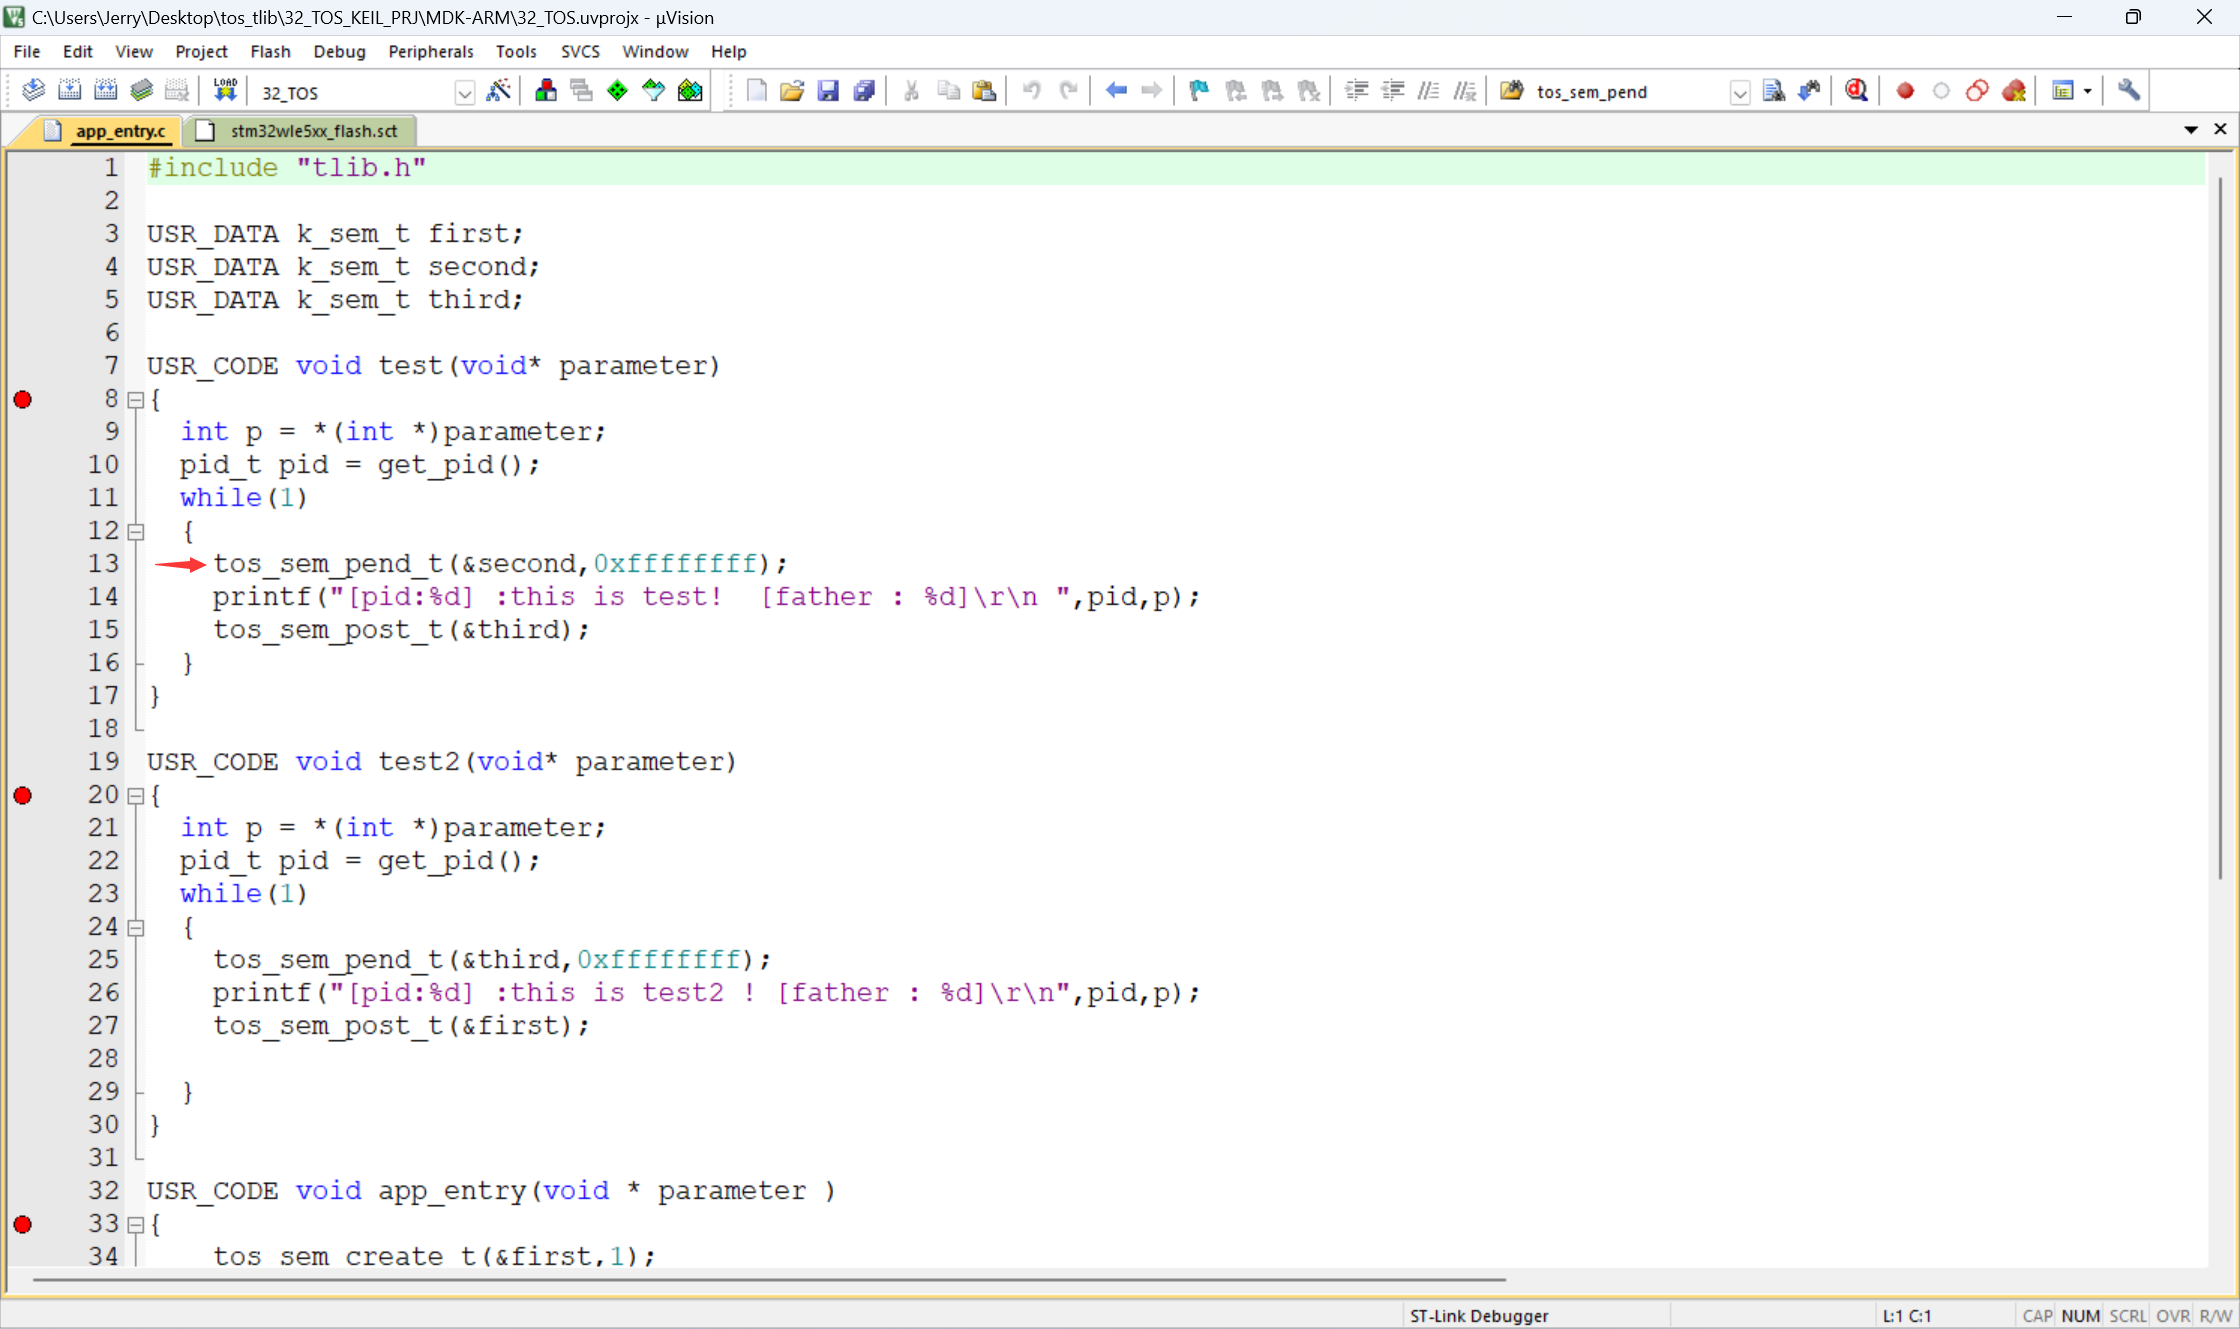 C:\Users\Jerry\Desktop\tos_tlib\32_TOS_KEIL_PRJ\MDK-ARM\32_TOS.uvprojx - µVision
File Edit View Project Flash Debug Peripherals Tools SVCS Window Help
LOAD 32_TOS tos_sem_pend
app_entry.c stm32wle5xx_flash.sct
1 #include "tlib.h"
2
3 USR_DATA k_sem_t first;
4 USR_DATA k_sem_t second;
5 USR_DATA k_sem_t third;
6
7 USR_CODE void test(void* parameter)
8 {
9 int p = *(int *)parameter;
10 pid_t pid = get_pid();
11 while(1)
12 {
13 tos_sem_pend_t(&second,0xffffffff);
14 printf("[pid:%d] :this is test!  [father : %d]\r\n ",pid,p);
15 tos_sem_post_t(&third);
16 }
17 }
18
19 USR_CODE void test2(void* parameter)
20 {
21 int p = *(int *)parameter;
22 pid_t pid = get_pid();
23 while(1)
24 {
25 tos_sem_pend_t(&third,0xffffffff);
26 printf("[pid:%d] :this is test2 ! [father : %d]\r\n",pid,p);
27 tos_sem_post_t(&first);
28
29 }
30 }
31
32 USR_CODE void app_entry(void * parameter )
33 {
34 tos_sem_create_t(&first,1);
ST-Link Debugger L:1 C:1 CAP NUM SCRL OVR R/W